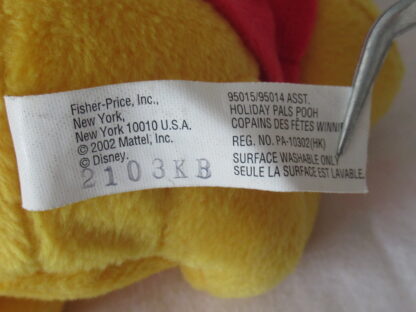 Fisher-Price, Inc.,
New York,
New York 10010 U.S.A.
© 2002 Mattel, Inc.
© Disney.
2103KB
95015/95014 ASST.
HOLIDAY PALS POOH
COPAINS DES FÊTES WINNI
REG. NO. PA-10302(HK)
SURFACE WASHABLE ONLY
SEULE LA SURFACE EST LAVABLE.